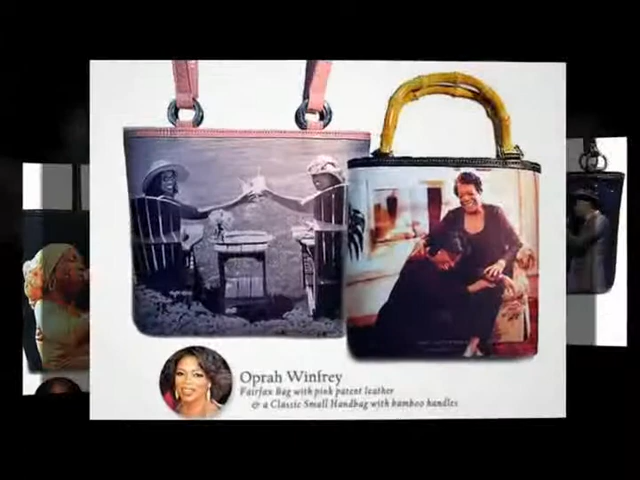 Oprah Winfrey
Fairfax Bag with pink patent leather
& a Classic Small Handbag with bamboo handles